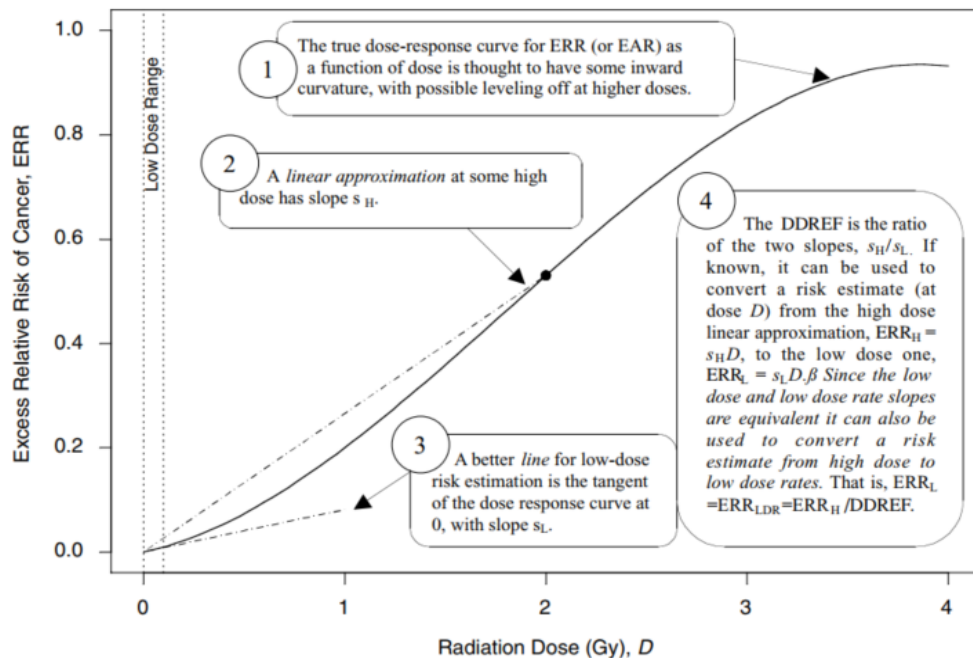 1.0
0.8
0.6
0.4
0.2
0.0
Excess Relative Risk of Cancer, ERR
Low Dose Range
1
The true dose-response curve for ERR (or EAR) as
a function of dose is thought to have some inward
curvature, with possible leveling off at higher doses.
2
A linear approximation at some high
dose has slope s H.
3
A better line for low-dose
risk estimation is the tangent
of the dose response curve at
0, with slope sL.
4
The DDREF is the ratio
of the two slopes, sH/sL. If
known, it can be used to
convert a risk estimate (at
dose D) from the high dose
linear approximation, ERRH =
sHD, to the low dose one,
ERRL = sLD.β Since the low
dose and low dose rate slopes
are equivalent it can also be
used to convert a risk
estimate from high dose to
low dose rates. That is, ERRL
=ERRLDR=ERRH /DDREF.
0 1 2 3 4
Radiation Dose (Gy), D